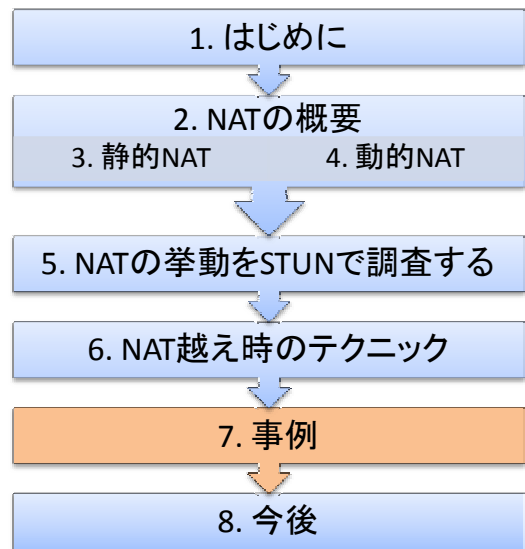 1. はじめに
2. NATの概要
3. 静的NAT 4. 動的NAT
5. NATの挙動をSTUNで調査する
6. NAT越え時のテクニック
7. 事例
8. 今後